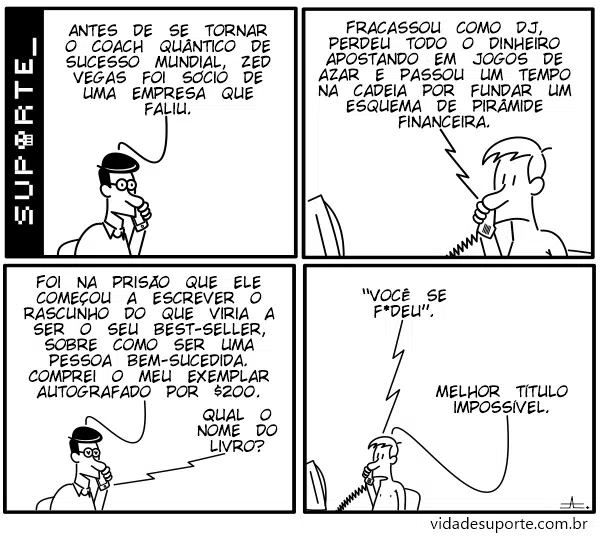 SUPORTE_
ANTES DE SE TORNAR
O COACH QUÂNTICO DE
SUCESSO MUNDIAL, ZED
VEGAS FOI SÓCIO DE
UMA EMPRESA QUE
FALIU.
FRACASSOU COMO DJ,
PERDEU TODO O DINHEIRO
APOSTANDO EM JOGOS DE
AZAR E PASSOU UM TEMPO
NA CADEIA POR FUNDAR UM
ESQUEMA DE PIRÂMIDE
FINANCEIRA.
FOI NA PRISÃO QUE ELE
COMEÇOU A ESCREVER O
RASCUNHO DO QUE VIRIA A
SER O SEU BEST-SELLER,
SOBRE COMO SER UMA
PESSOA BEM-SUCEDIDA.
COMPREI O MEU EXEMPLAR
AUTOGRAFADO POR $200.
QUAL O
NOME DO
LIVRO?
"VOCÊ SE
F*DEU".
MELHOR TÍTULO
IMPOSSÍVEL.
vidadesuporte.com.br